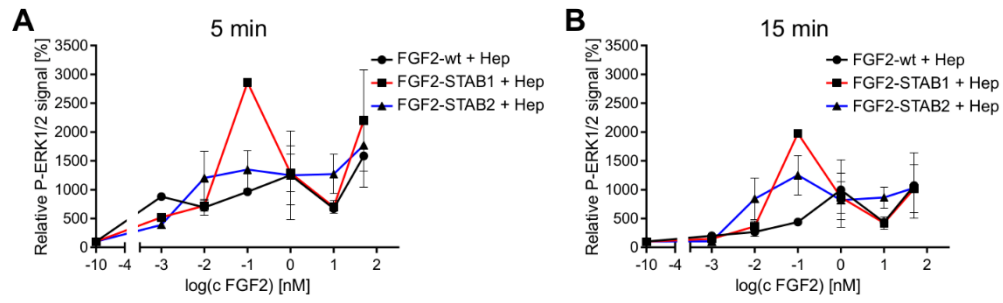 A
5 min
Relative P-ERK1/2 signal [%]
3500
3000
2500
2000
1500
1000
500
0
-10 -4 -3 -2 -1 0 1 2
log(c FGF2) [nM]
FGF2-wt + Hep
FGF2-STAB1 + Hep
FGF2-STAB2 + Hep
B
15 min
Relative P-ERK1/2 signal [%]
3500
3000
2500
2000
1500
1000
500
0
-10 -4 -3 -2 -1 0 1 2
log(c FGF2) [nM]
FGF2-wt + Hep
FGF2-STAB1 + Hep
FGF2-STAB2 + Hep